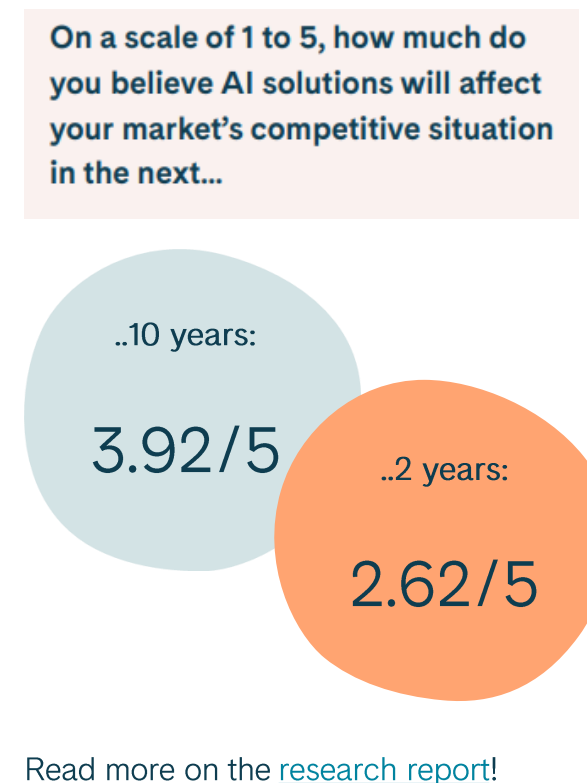 On a scale of 1 to 5, how much do
you believe AI solutions will affect
your market’s competitive situation
in the next...
..10 years:
3.92/5
..2 years:
2.62/5
Read more on the research report!